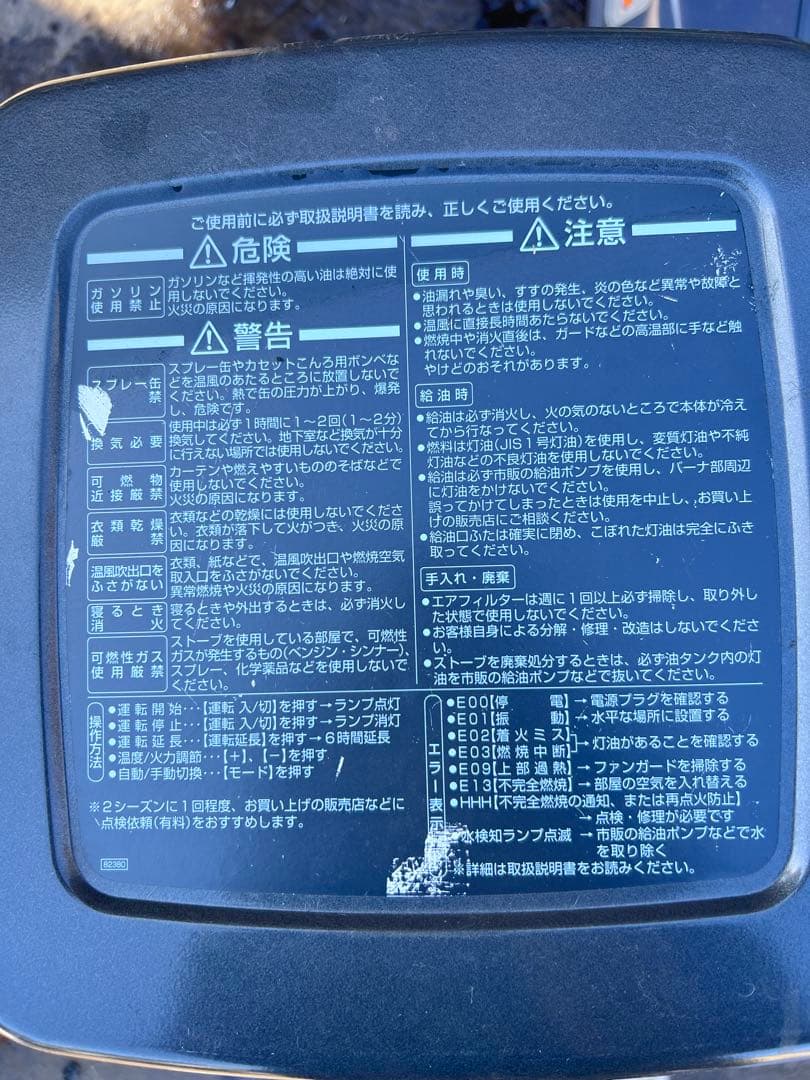 ご使用前に必ず取扱説明書を読み、正しくご使用ください。
危険
ガソリン
使用禁止
ガソリンなど揮発性の高い油は絶対に使
用しないでください。
火災の原因になります。
警告
スプレー缶
禁
スプレー缶やカセットこんろ用ボンベな
どを温風のあたるところに放置しないで
ください。熱で缶の圧力が上がり、爆発
し、危険です。
換気必要
使用中は必ず1時間に1〜2回(1〜2分)
換気してください。地下室など換気が十分
に行えない場所では使用しないでください。
可燃物
近接厳禁
カーテンや燃えやすいもののそばなどで
使用しないでください。
火災の原因になります。
衣類乾燥
厳禁
衣類などの乾燥には使用しないでくださ
い。衣類が落下して火がつき、火災の原
因になります。
温風吹出口を
ふさがない
衣類、紙などで、温風吹出口や燃焼空気
取入口をふさがないでください。
異常燃焼や火災の原因になります。
寝るとき
消火
寝るときや外出するときは、必ず消火し
てください。
可燃性ガス
使用厳禁
ストーブを使用している部屋で、可燃性
ガスが発生するもの(ベンジン・シンナー)、
スプレー、化学薬品などを使用しないで
ください。
操作方法
●運転開始…【運転 入/切】を押す→ランプ点灯
●運転停止…【運転 入/切】を押す→ランプ消灯
●運転延長…【運転延長】を押す→6時間延長
●温度/火力調節…【+】、【−】を押す
●自動/手動切換…【モード】を押す
※2シーズンに1回程度、お買い上げの販売店などに
点検依頼(有料)をおすすめします。
82380
注意
使用時
●油漏れや臭い、すすの発生、炎の色など異常や故障と
思われるときは使用しないでください。
●温風に直接長時間あたらないでください。
●燃焼中や消火直後は、ガードなどの高温部に手など触
れないでください。
やけどのおそれがあります。
給油時
●給油は必ず消火し、火の気のないところで本体が冷え
てから行なってください。
●燃料は灯油(JIS1号灯油)を使用し、変質灯油や不純
灯油などの不良灯油を使用しないでください。
●給油は必ず市販の給油ポンプを使用し、バーナ部周辺
に灯油をかけないでください。
誤ってかけてしまったときは使用を中止し、お買い上
げの販売店にご相談ください。
●給油口ふたは確実に閉め、こぼれた灯油は完全にふき
取ってください。
手入れ・廃棄
●エアフィルターは週に1回以上必ず掃除し、取り外し
た状態で使用しないでください。
●お客様自身による分解・修理・改造はしないでくださ
い。
●ストーブを廃棄処分するときは、必ず油タンク内の灯
油を市販の給油ポンプなどで抜いてください。
エラー表示
●E00【停電】→電源プラグを確認する
●E01【振動】→水平な場所に設置する
●E02【着火ミス】
●E03【燃焼中断】→灯油があることを確認する
●E09【上部過熱】→ファンガードを掃除する
●E13【不完全燃焼】→部屋の空気を入れ替える
●HHH【不完全燃焼の通知、または再点火防止】
→点検・修理が必要です
●水検知ランプ点滅 →市販の給油ポンプなどで水
を取り除く
※詳細は取扱説明書をお読みください。